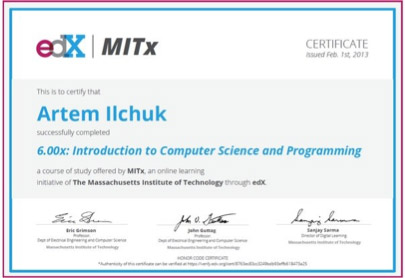 edX | MITx
CERTIFICATE
Issued Feb. 1st, 2013
This is to certify that
Artem Ilchuk
successfully completed
6.00x: Introduction to Computer Science and Programming
a course of study offered by MITx, an online learning
initiative of The Massachusetts Institute of Technology through edX.
Eric Grimson
Professor
Dept of Electrical Engineering and Computer Science
Massachusetts Institute of Technology
John Guttag
Professor
Dept of Electrical Engineering and Computer Science
Massachusetts Institute of Technology
Sanjay Sarma
Director of Digital Learning
Massachusetts Institute of Technology
HONOR CODE CERTIFICATE
*Authenticity of this certificate can be verified at